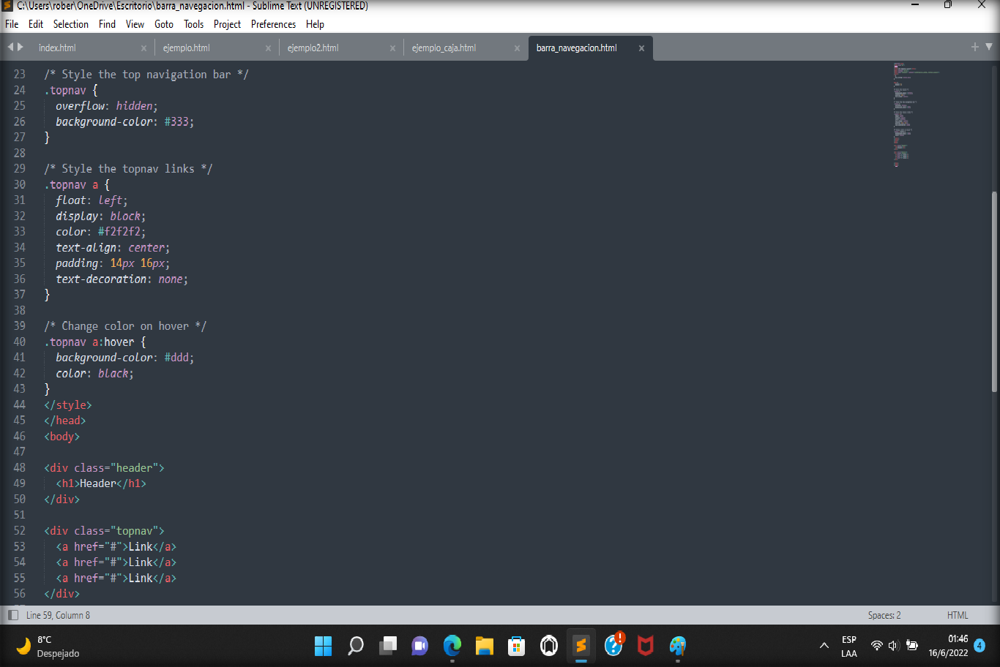 C:\Users\rober\OneDrive\Escritorio\barra_navegacion.html - Sublime Text (UNREGISTERED)
File Edit Selection Find View Goto Tools Project Preferences Help
index.html ejemplo.html ejemplo2.html ejemplo_caja.html barra_navegacion.html
23 /* Style the top navigation bar */
24 .topnav {
25   overflow: hidden;
26   background-color: #333;
27 }
28
29 /* Style the topnav links */
30 .topnav a {
31   float: left;
32   display: block;
33   color: #f2f2f2;
34   text-align: center;
35   padding: 14px 16px;
36   text-decoration: none;
37 }
38
39 /* Change color on hover */
40 .topnav a:hover {
41   background-color: #ddd;
42   color: black;
43 }
44 </style>
45 </head>
46 <body>
47
48 <div class="header">
49   <h1>Header</h1>
50 </div>
51
52 <div class="topnav">
53   <a href="#">Link</a>
54   <a href="#">Link</a>
55   <a href="#">Link</a>
56 </div>
Line 59, Column 8 Spaces: 2 HTML
8°C
Despejado
ESP
LAA
01:46
16/6/2022
4